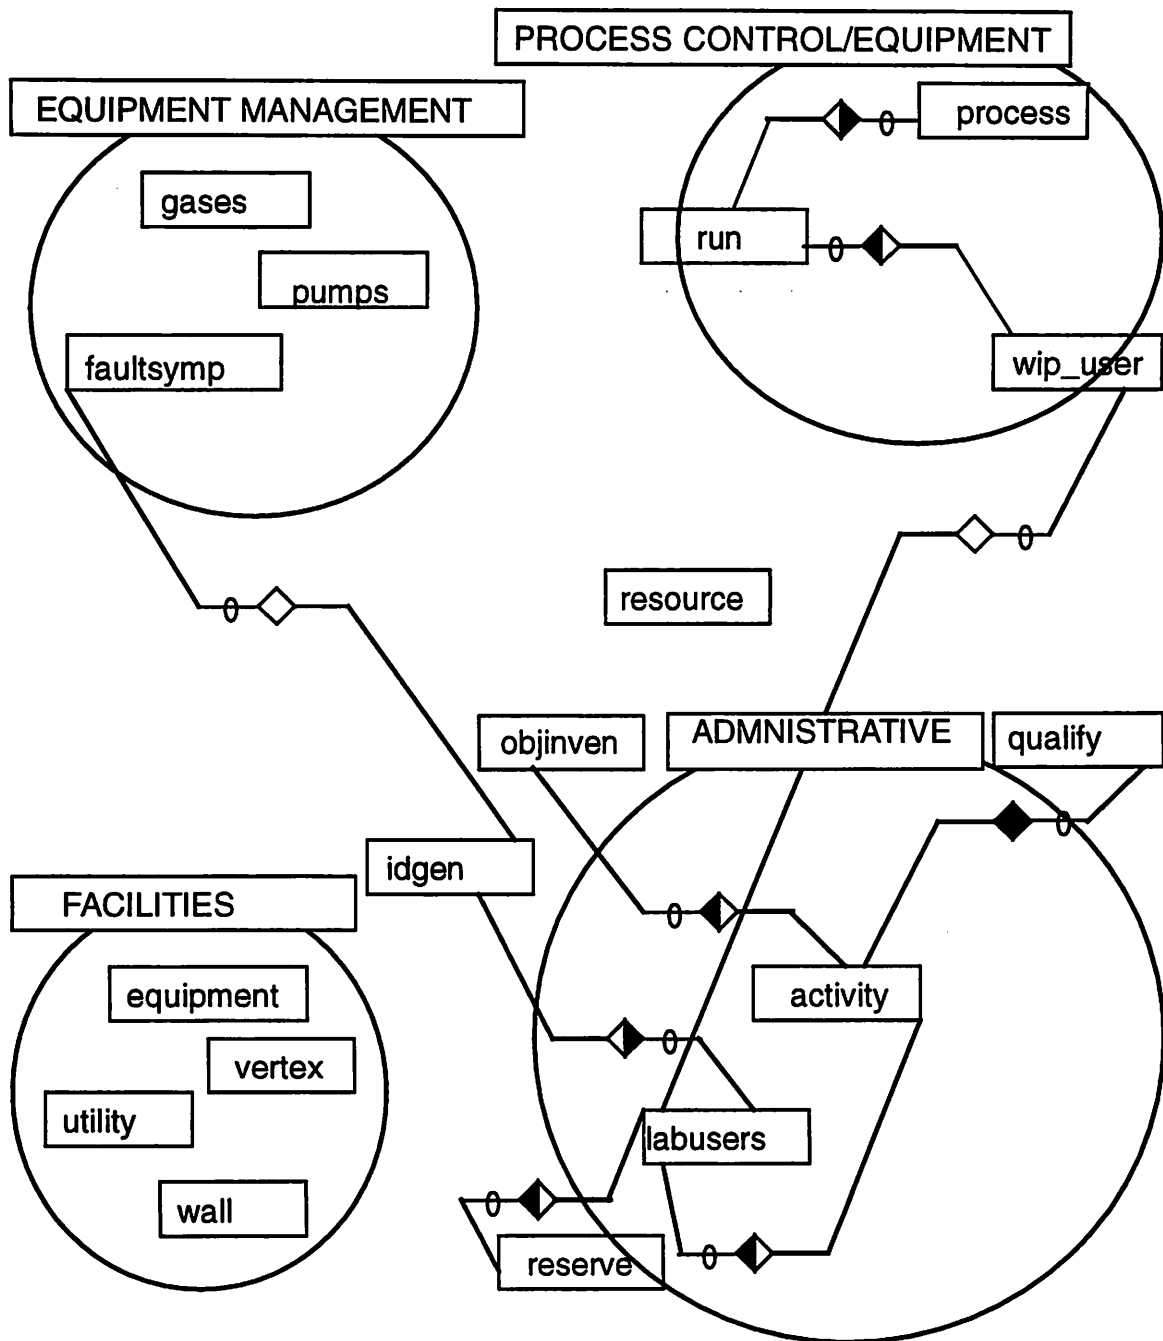 PROCESS CONTROL/EQUIPMENT
EQUIPMENT MANAGEMENT
process
gases
run
pumps
faultsymp
wip_user
resource
objinven
ADMNISTRATIVE
qualify
idgen
FACILITIES
equipment
activity
vertex
utility
labusers
wall
reserve